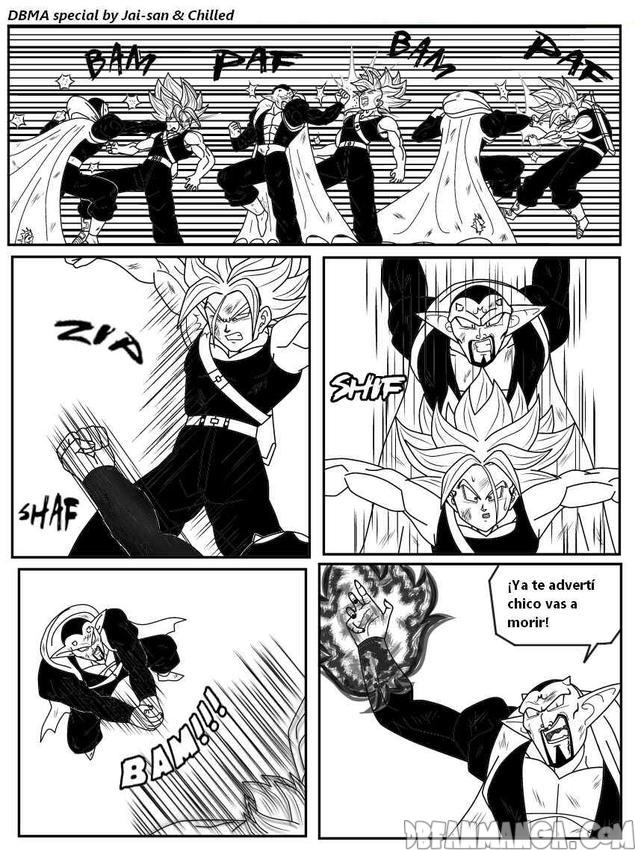 DBMA special by Jai-san & Chilled
BAM PAF BAM PAF
ZIP
SHAF
SHIF
BAM!!!
¡Ya te advertí
chico vas a
morir!
DBFANMANGA.COM